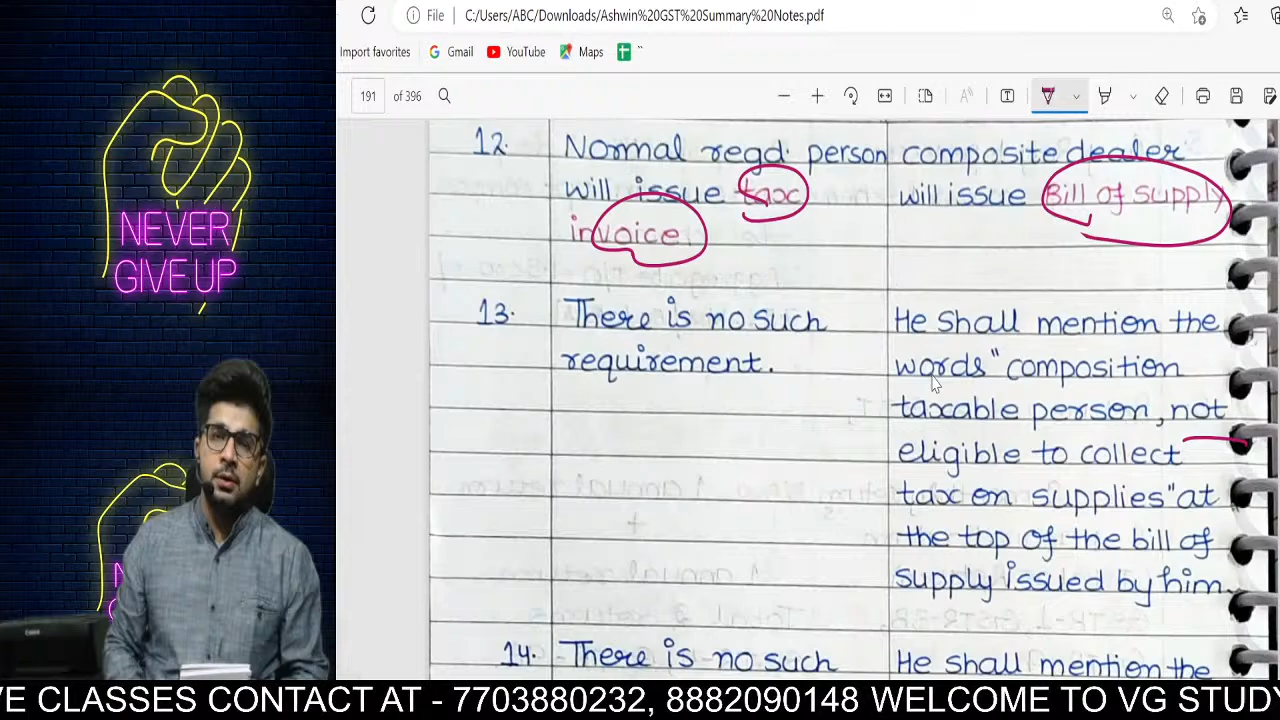 File
C:/Users/ABC/Downloads/Ashwin%20GST%20Summary%20Notes.pdf
Import favorites
Gmail
YouTube
Maps
191 of 396
12. Normal regd. person composite dealer
will issue tax will issue Bill of supply
invoice.
13. There is no such He shall mention the
requirement. words "composition
taxable person, not
eligible to collect
tax on supplies" at
the top of the bill of
supply issued by him.
14. There is no such He shall mention the
NEVER
GIVE UP
VE CLASSES CONTACT AT - 7703880232, 8882090148 WELCOME TO VG STUDY